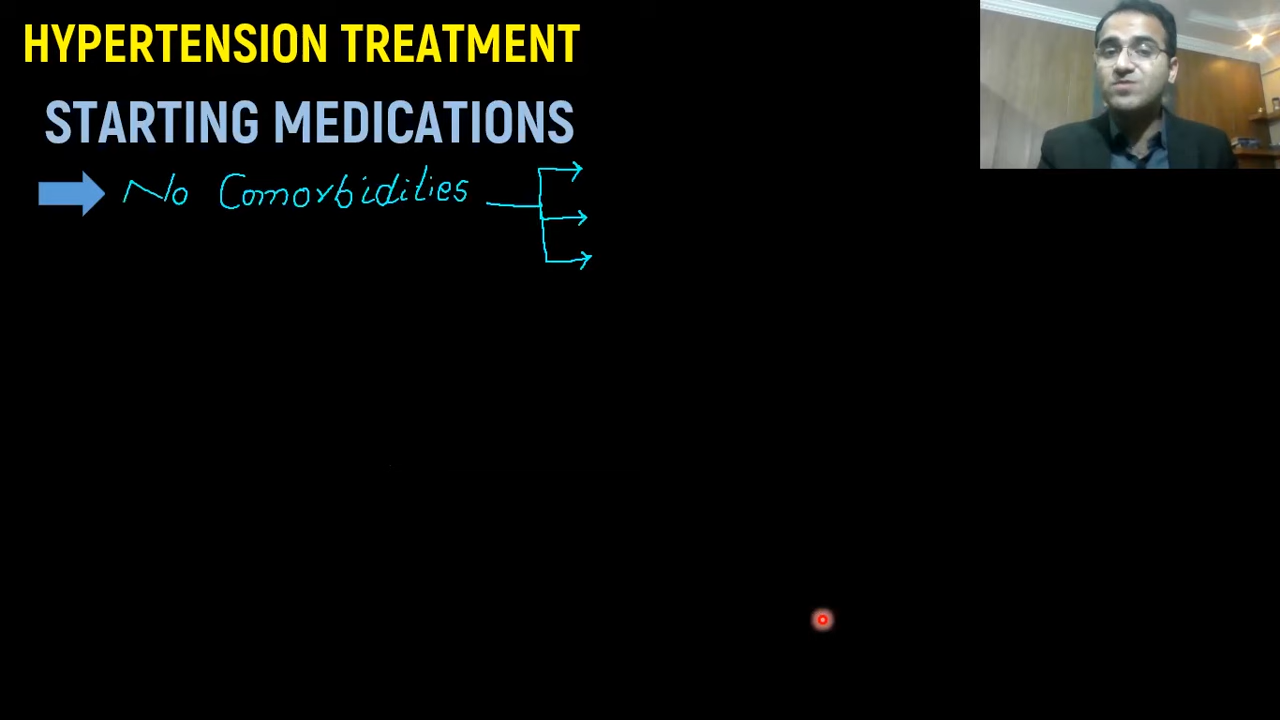 HYPERTENSION TREATMENT
STARTING MEDICATIONS
No Comorbidities